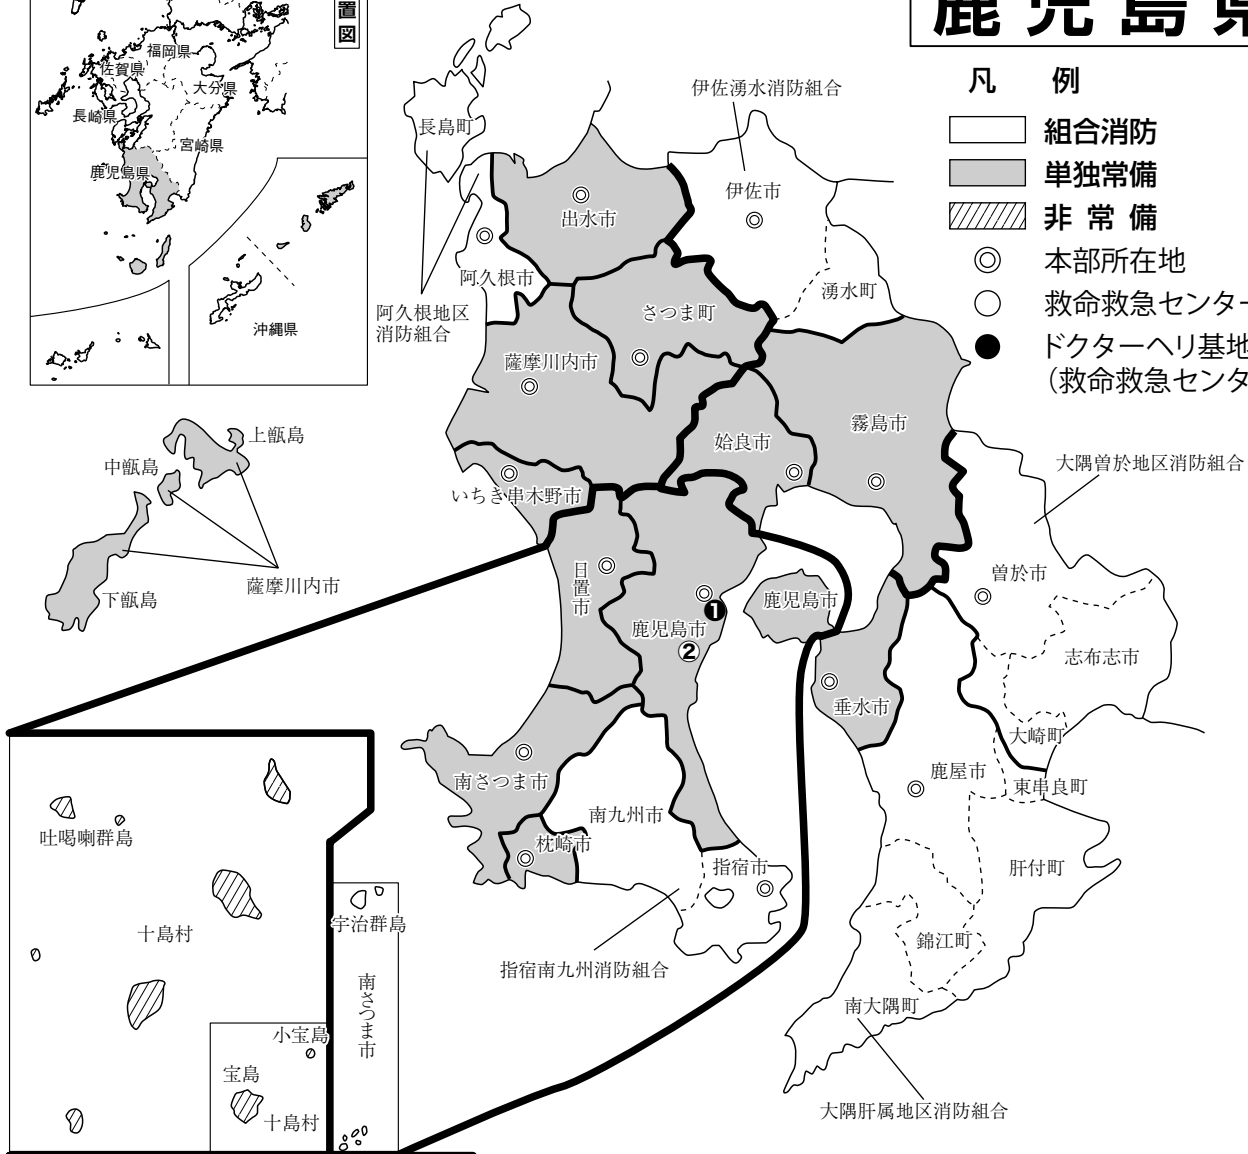 置図
福岡県
佐賀県
大分県
長崎県
宮崎県
鹿児島県
沖縄県
鹿児島県
凡 例
組合消防
単独常備
非常備
本部所在地
救命救急センター
ドクターヘリ基地
（救命救急センタ
長島町
伊佐湧水消防組合
伊佐市
出水市
阿久根市
湧水町
阿久根地区
消防組合
さつま町
薩摩川内市
霧島市
姶良市
上甑島
中甑島
いちき串木野市
大隅曽於地区消防組合
薩摩川内市
下甑島
日置市
曽於市
鹿児島市
1
鹿児島市
2
志布志市
垂水市
大崎町
南さつま市
鹿屋市
東串良町
南九州市
吐噶喇群島
枕崎市
指宿市
肝付町
宇治群島
十島村
錦江町
指宿南九州消防組合
南さつま市
南大隅町
小宝島
宝島
十島村
大隅肝属地区消防組合